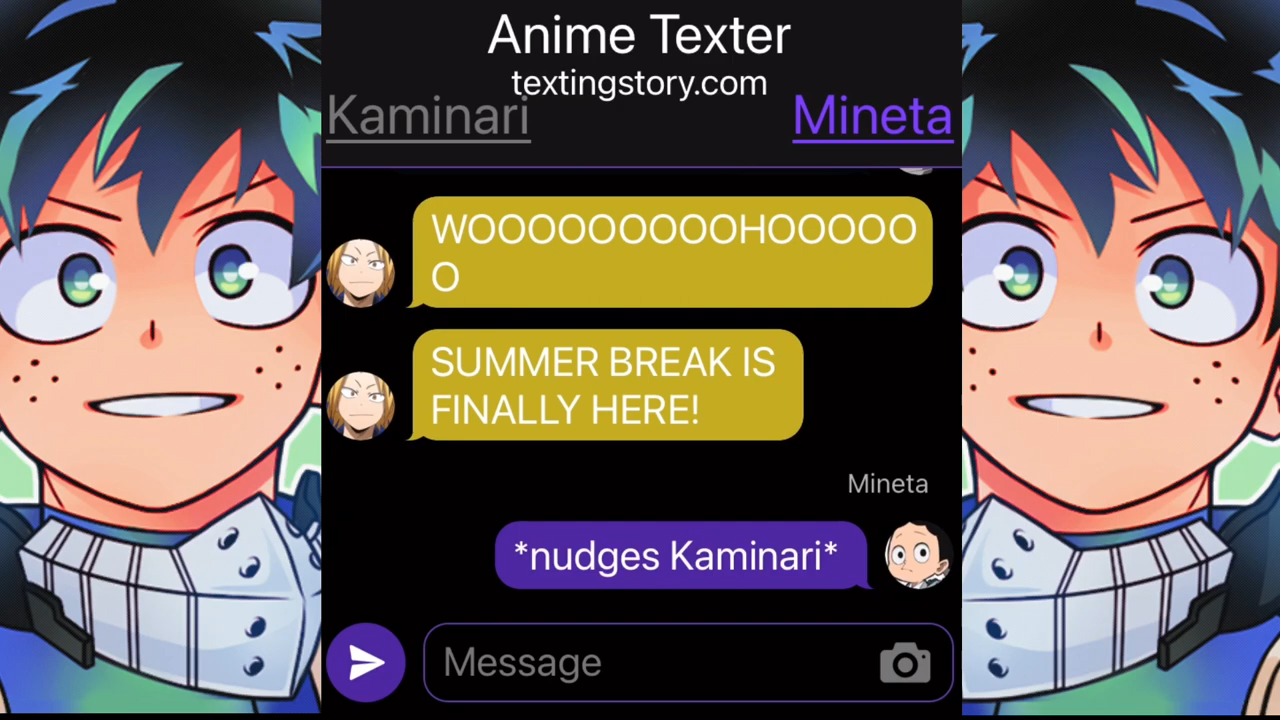 Anime Texter
textingstory.com
Kaminari
Mineta
WOOOOOOOOOHOOOOO
O
SUMMER BREAK IS
FINALLY HERE!
Mineta
*nudges Kaminari*
Message